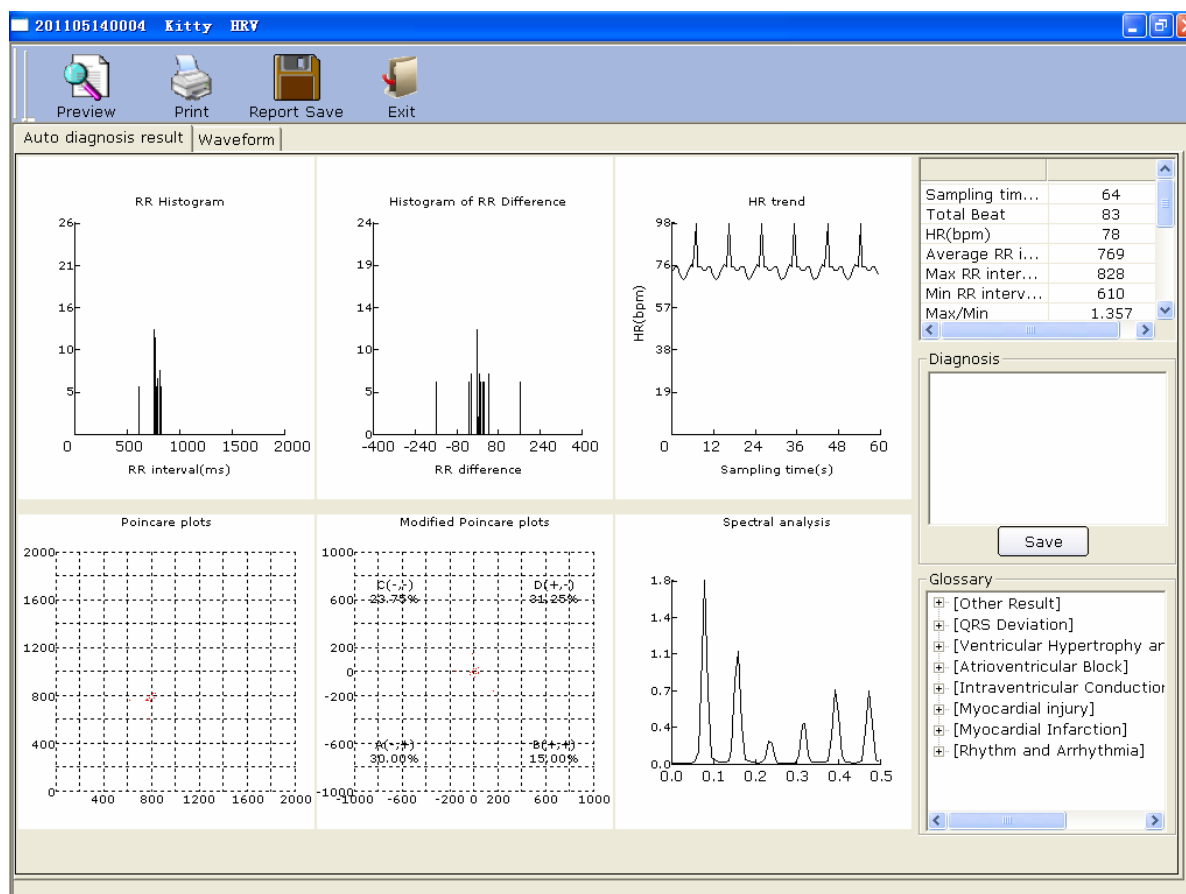 201105140004 Kitty HRV
Preview Print Report Save Exit
Auto diagnosis result Waveform
RR Histogram
26
21
16
10
5
0 500 1000 1500 2000
RR interval(ms)
Histogram of RR Difference
24
19
14
10
5
0
-400 -240 -80 80 240 400
RR difference
HR trend
HR(bpm)
98
76
57
38
19
0 12 24 36 48 60
Sampling time(s)
Sampling tim... 64
Total Beat 83
HR(bpm) 78
Average RR i... 769
Max RR inter... 828
Min RR interv... 610
Max/Min 1.357
Diagnosis
Save
Poincare plots
2000
1600
1200
800
400
0
400 800 1200 1600 2000
Modified Poincare plots
1000
600
200
0
-200
-600
-1000
-1000 -600 -200 0 200 600 1000
C(-,-)
23.75%
D(+,-)
31.25%
A(-,+)
30.00%
B(+,+)
15.00%
Spectral analysis
1.8
1.4
1.1
0.7
0.4
0.0
0.0 0.1 0.2 0.3 0.4 0.5
Glossary
[Other Result]
[QRS Deviation]
[Ventricular Hypertrophy ar
[Atrioventricular Block]
[Intraventricular Conduction
[Myocardial injury]
[Myocardial Infarction]
[Rhythm and Arrhythmia]